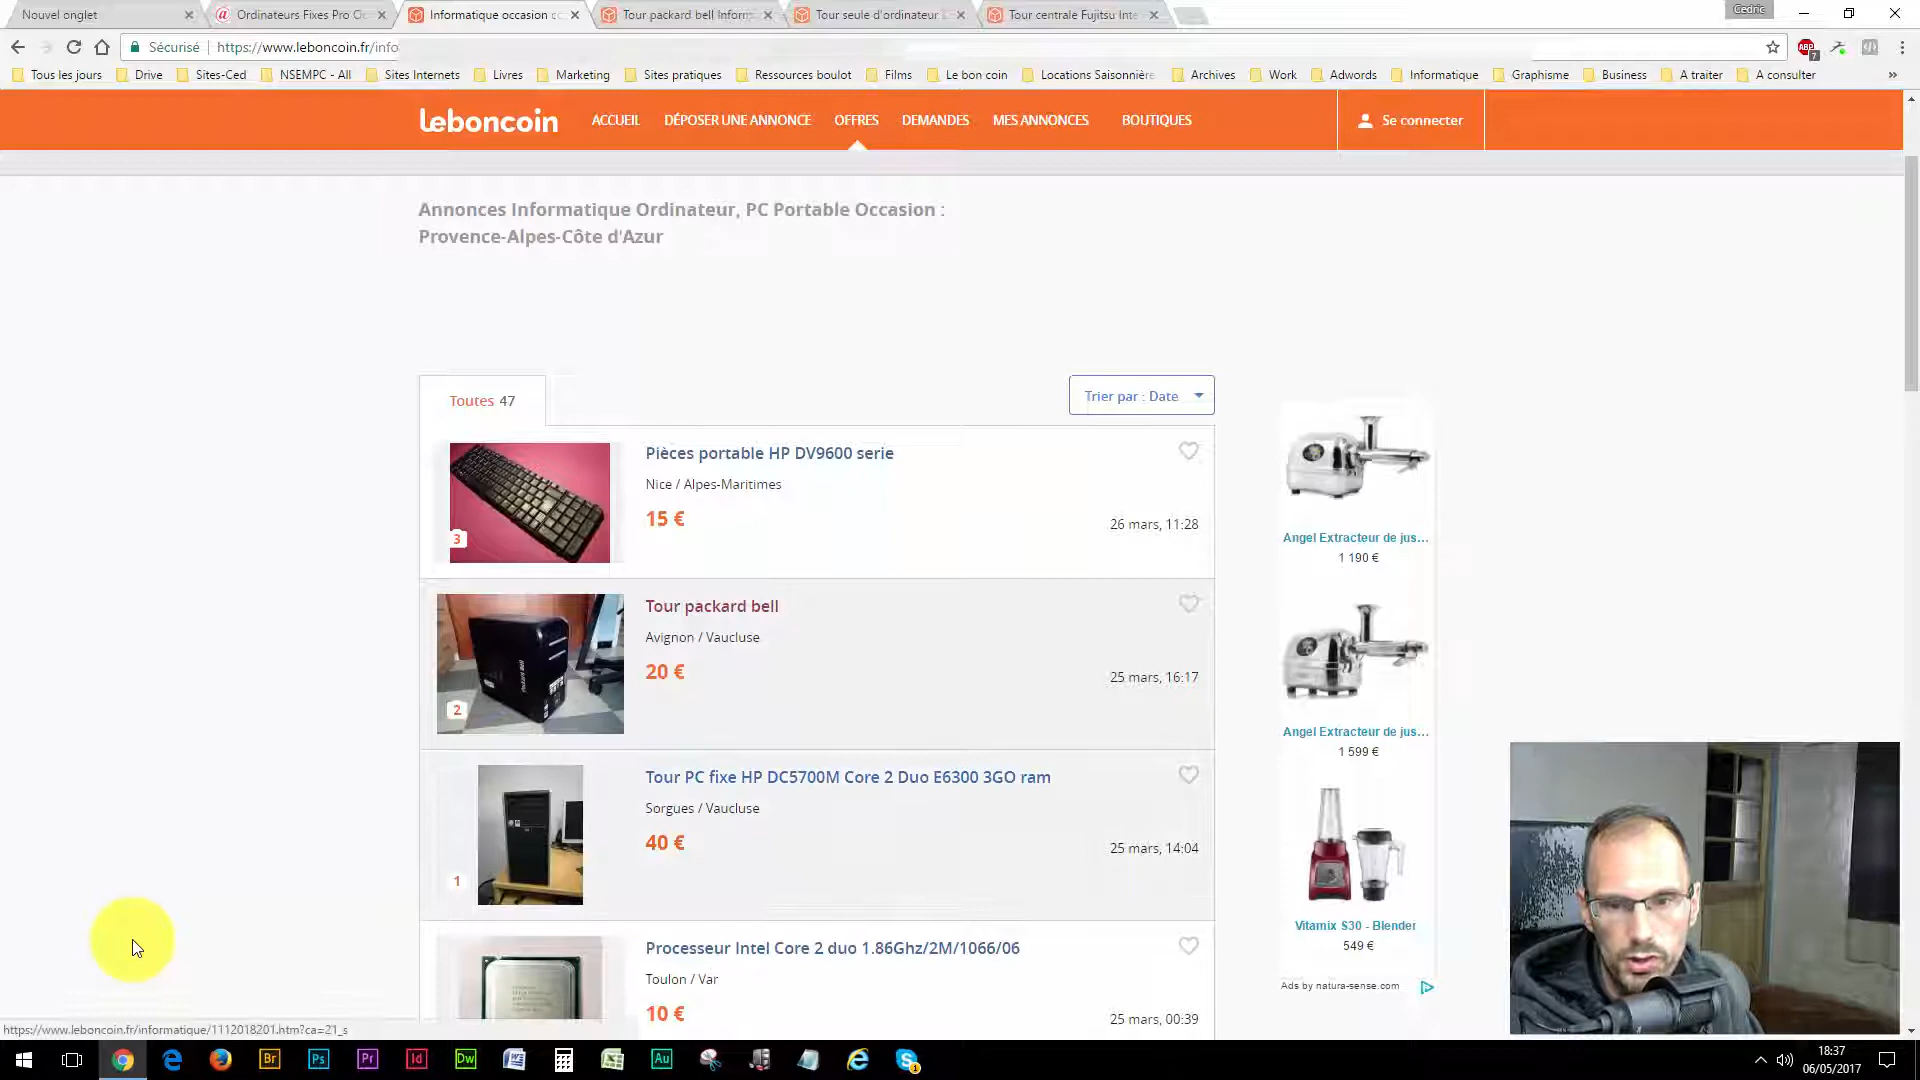 Nouvel onglet
Ordinateurs Fixes Pro O
Informatique occasion
Tour packard bell Inform
Tour seule d'ordinateur
Tour centrale Fujitsu Inte
Cedric
Sécurisé
https://www.leboncoin.fr/info
ABP
7
Tous les jours
Drive
Sites-Ced
NSEMPC - All
Sites Internets
Livres
Marketing
Sites pratiques
Ressources boulot
Films
Le bon coin
Locations Saisonnière
Archives
Work
Adwords
Informatique
Graphisme
Business
A traiter
A consulter
leboncoin
ACCUEIL
DÉPOSER UNE ANNONCE
OFFRES
DEMANDES
MES ANNONCES
BOUTIQUES
Se connecter
Annonces Informatique Ordinateur, PC Portable Occasion :
Provence-Alpes-Côte d'Azur
Toutes 47
Trier par : Date
Pièces portable HP DV9600 serie
Nice / Alpes-Maritimes
15 €
26 mars, 11:28
3
Tour packard bell
Avignon / Vaucluse
20 €
25 mars, 16:17
2
Tour PC fixe HP DC5700M Core 2 Duo E6300 3GO ram
Sorgues / Vaucluse
40 €
25 mars, 14:04
1
Processeur Intel Core 2 duo 1.86Ghz/2M/1066/06
Toulon / Var
10 €
25 mars, 00:39
Angel Extracteur de jus...
1 190 €
Angel Extracteur de jus...
1 599 €
Vitamix S30 - Blender
549 €
Ads by natura-sense.com
https://www.leboncoin.fr/informatique/1112018201.htm?ca=21_s
Br
Ps
Pr
Id
Dw
Au
1
18:37
06/05/2017